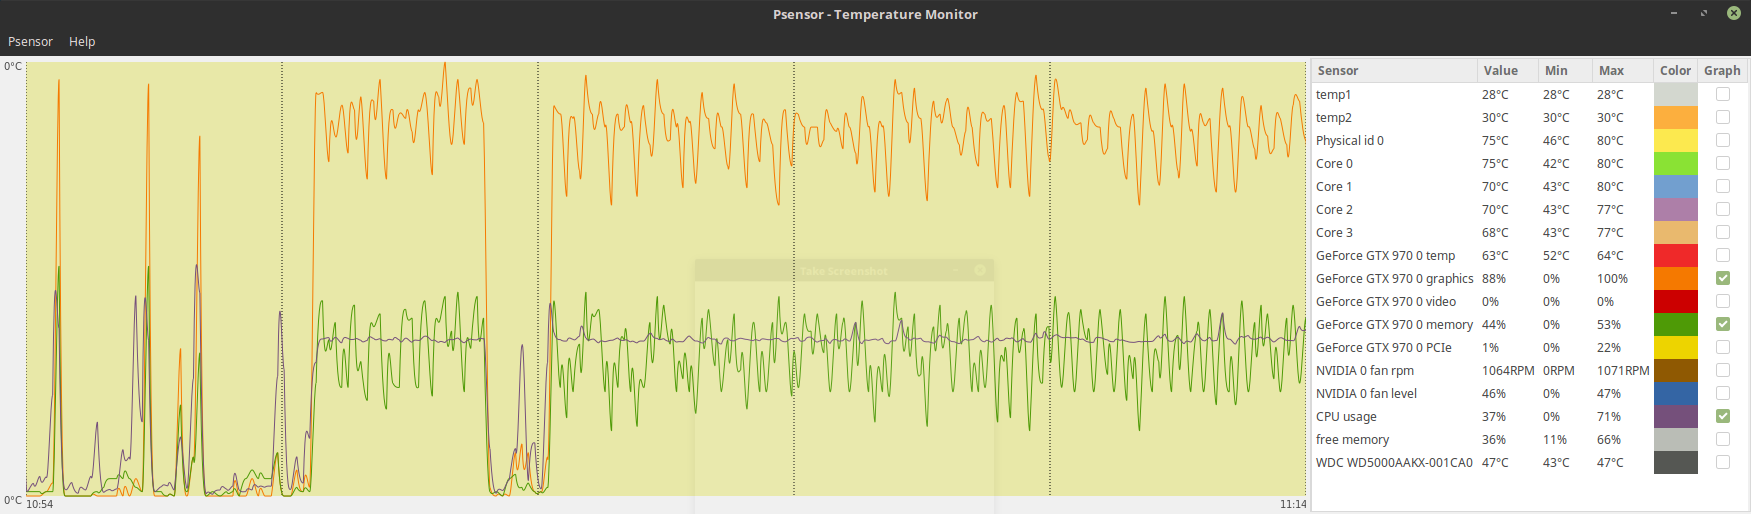 Psensor - Temperature Monitor
Psensor Help
0°C
0°C
10:54
11:14
Take Screenshot
Sensor Value Min Max Color Graph
temp1 28°C 28°C 28°C
temp2 30°C 30°C 30°C
Physical id 0 75°C 46°C 80°C
Core 0 75°C 42°C 80°C
Core 1 70°C 43°C 80°C
Core 2 70°C 43°C 77°C
Core 3 68°C 43°C 77°C
GeForce GTX 970 0 temp 63°C 52°C 64°C
GeForce GTX 970 0 graphics 88% 0% 100%
GeForce GTX 970 0 video 0% 0% 0%
GeForce GTX 970 0 memory 44% 0% 53%
GeForce GTX 970 0 PCIe 1% 0% 22%
NVIDIA 0 fan rpm 1064RPM 0RPM 1071RPM
NVIDIA 0 fan level 46% 0% 47%
CPU usage 37% 0% 71%
free memory 36% 11% 66%
WDC WD5000AAKX-001CA0 47°C 43°C 47°C